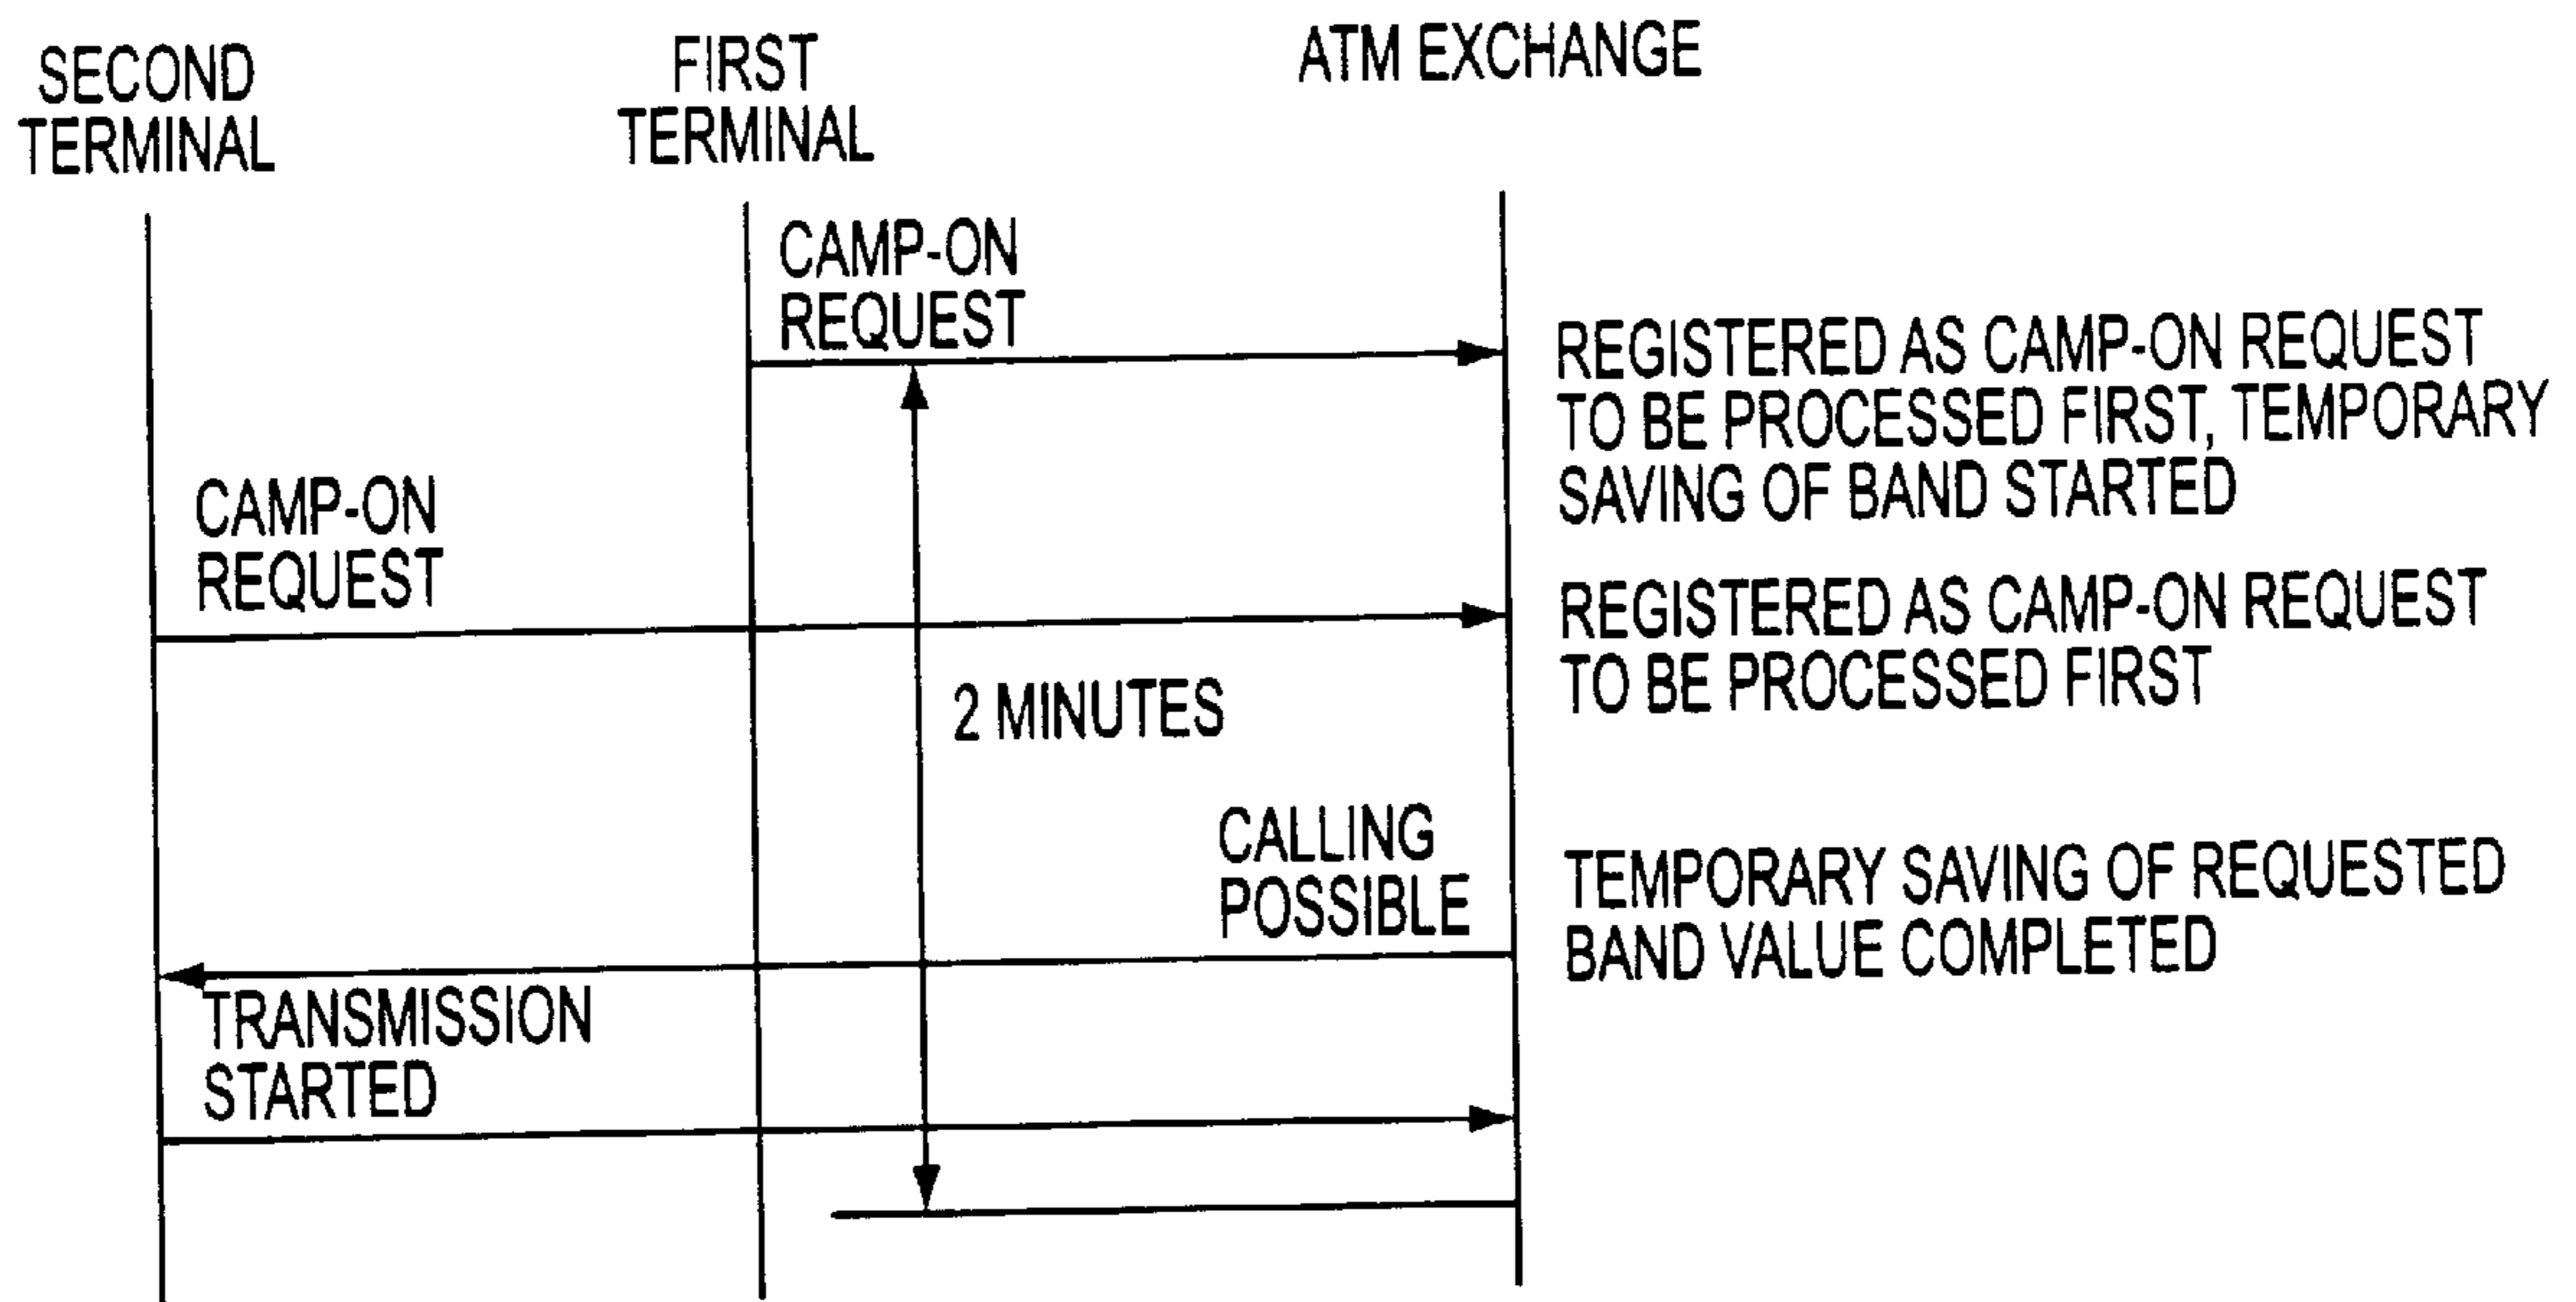 SECOND
TERMINAL
FIRST
TERMINAL
ATM EXCHANGE
CAMP-ON
REQUEST
REGISTERED AS CAMP-ON REQUEST
TO BE PROCESSED FIRST, TEMPORARY
SAVING OF BAND STARTED
CAMP-ON
REQUEST
REGISTERED AS CAMP-ON REQUEST
TO BE PROCESSED FIRST
2 MINUTES
CALLING
POSSIBLE
TEMPORARY SAVING OF REQUESTED
BAND VALUE COMPLETED
TRANSMISSION
STARTED